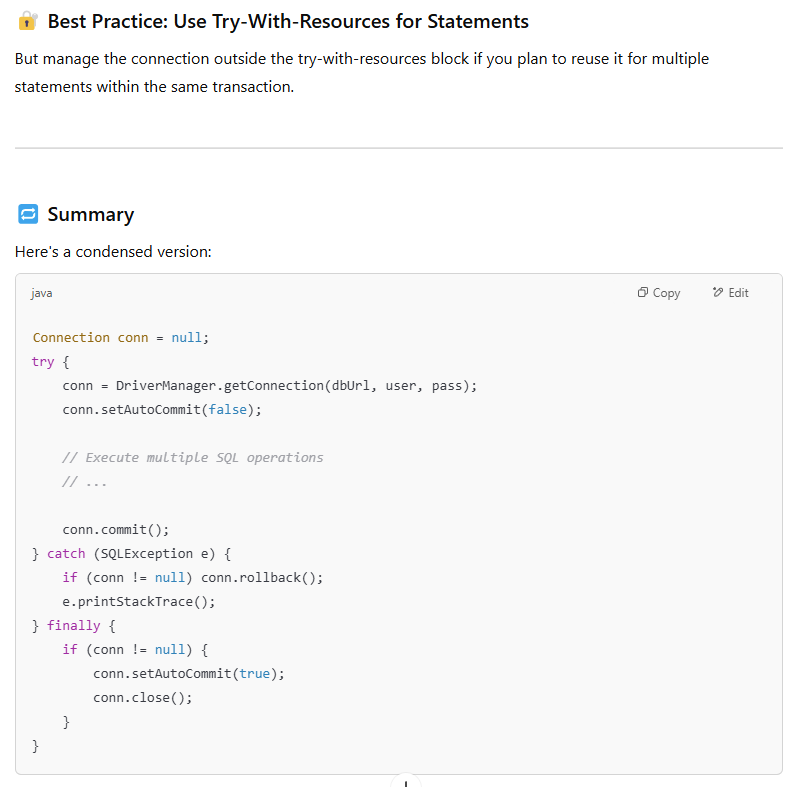 Best Practice: Use Try-With-Resources for Statements
But manage the connection outside the try-with-resources block if you plan to reuse it for multiple
statements within the same transaction.
Summary
Here's a condensed version:
java
Copy
Edit
Connection conn = null;
try {
    conn = DriverManager.getConnection(dbUrl, user, pass);
    conn.setAutoCommit(false);
    // Execute multiple SQL operations
    // ...
    conn.commit();
} catch (SQLException e) {
    if (conn != null) conn.rollback();
    e.printStackTrace();
} finally {
    if (conn != null) {
        conn.setAutoCommit(true);
        conn.close();
    }
}